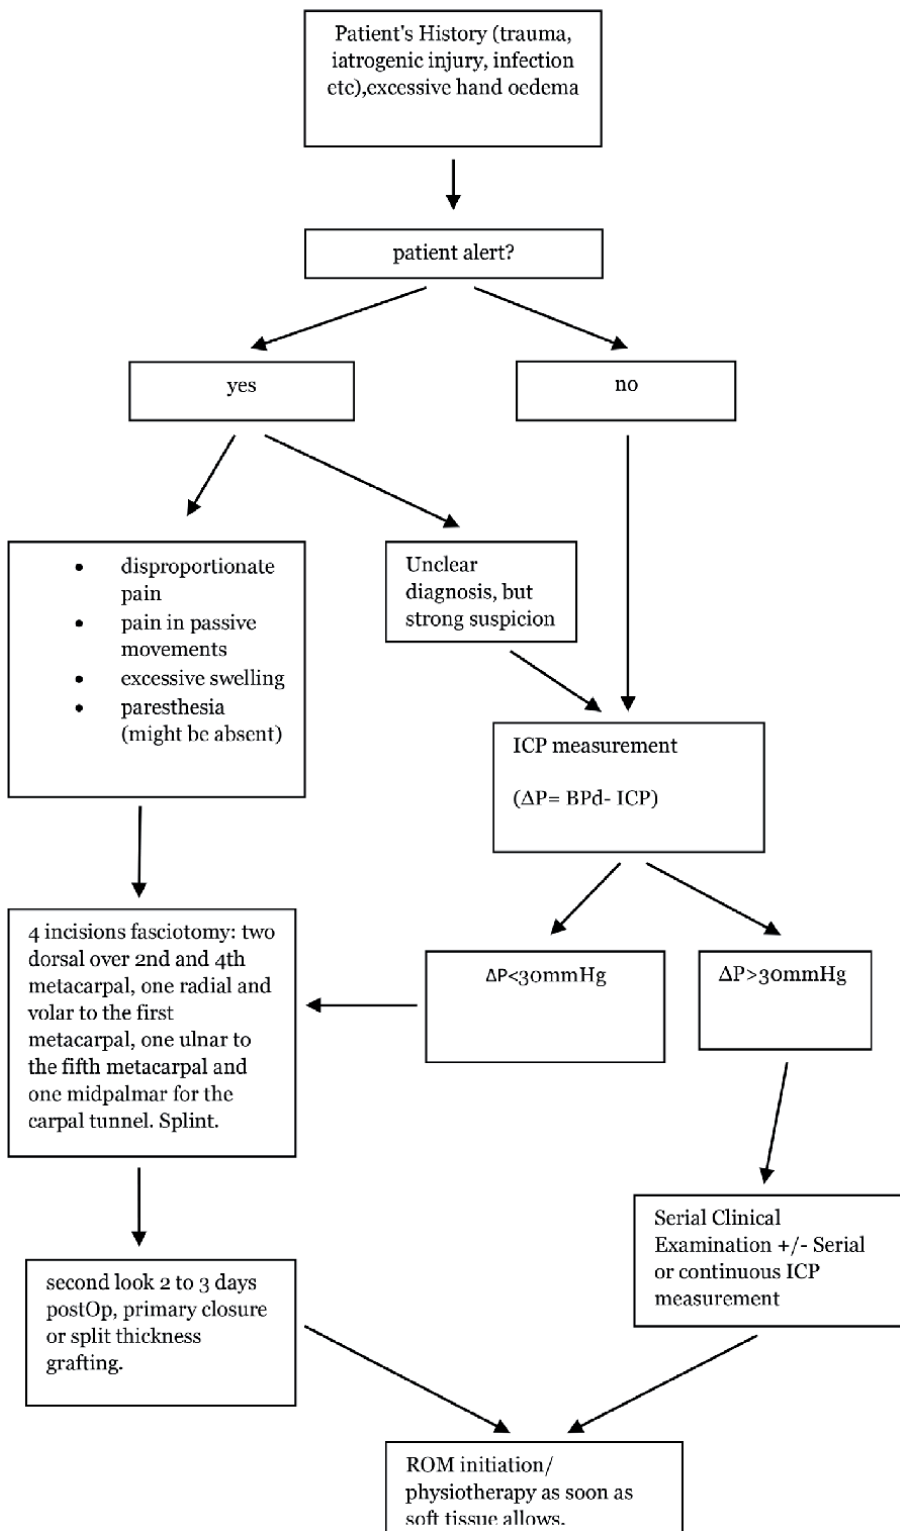 Patient's History (trauma,
iatrogenic injury, infection
etc),excessive hand oedema
patient alert?
yes
no
• disproportionate
pain
• pain in passive
movements
• excessive swelling
• paresthesia
(might be absent)
Unclear
diagnosis, but
strong suspicion
ICP measurement
(ΔP= BPd- ICP)
4 incisions fasciotomy: two
dorsal over 2nd and 4th
metacarpal, one radial and
volar to the first
metacarpal, one ulnar to
the fifth metacarpal and
one midpalmar for the
carpal tunnel. Splint.
ΔP<30mmHg
ΔP>30mmHg
Serial Clinical
Examination +/- Serial
or continuous ICP
measurement
second look 2 to 3 days
postOp, primary closure
or split thickness
grafting.
ROM initiation/
physiotherapy as soon as
soft tissue allows.